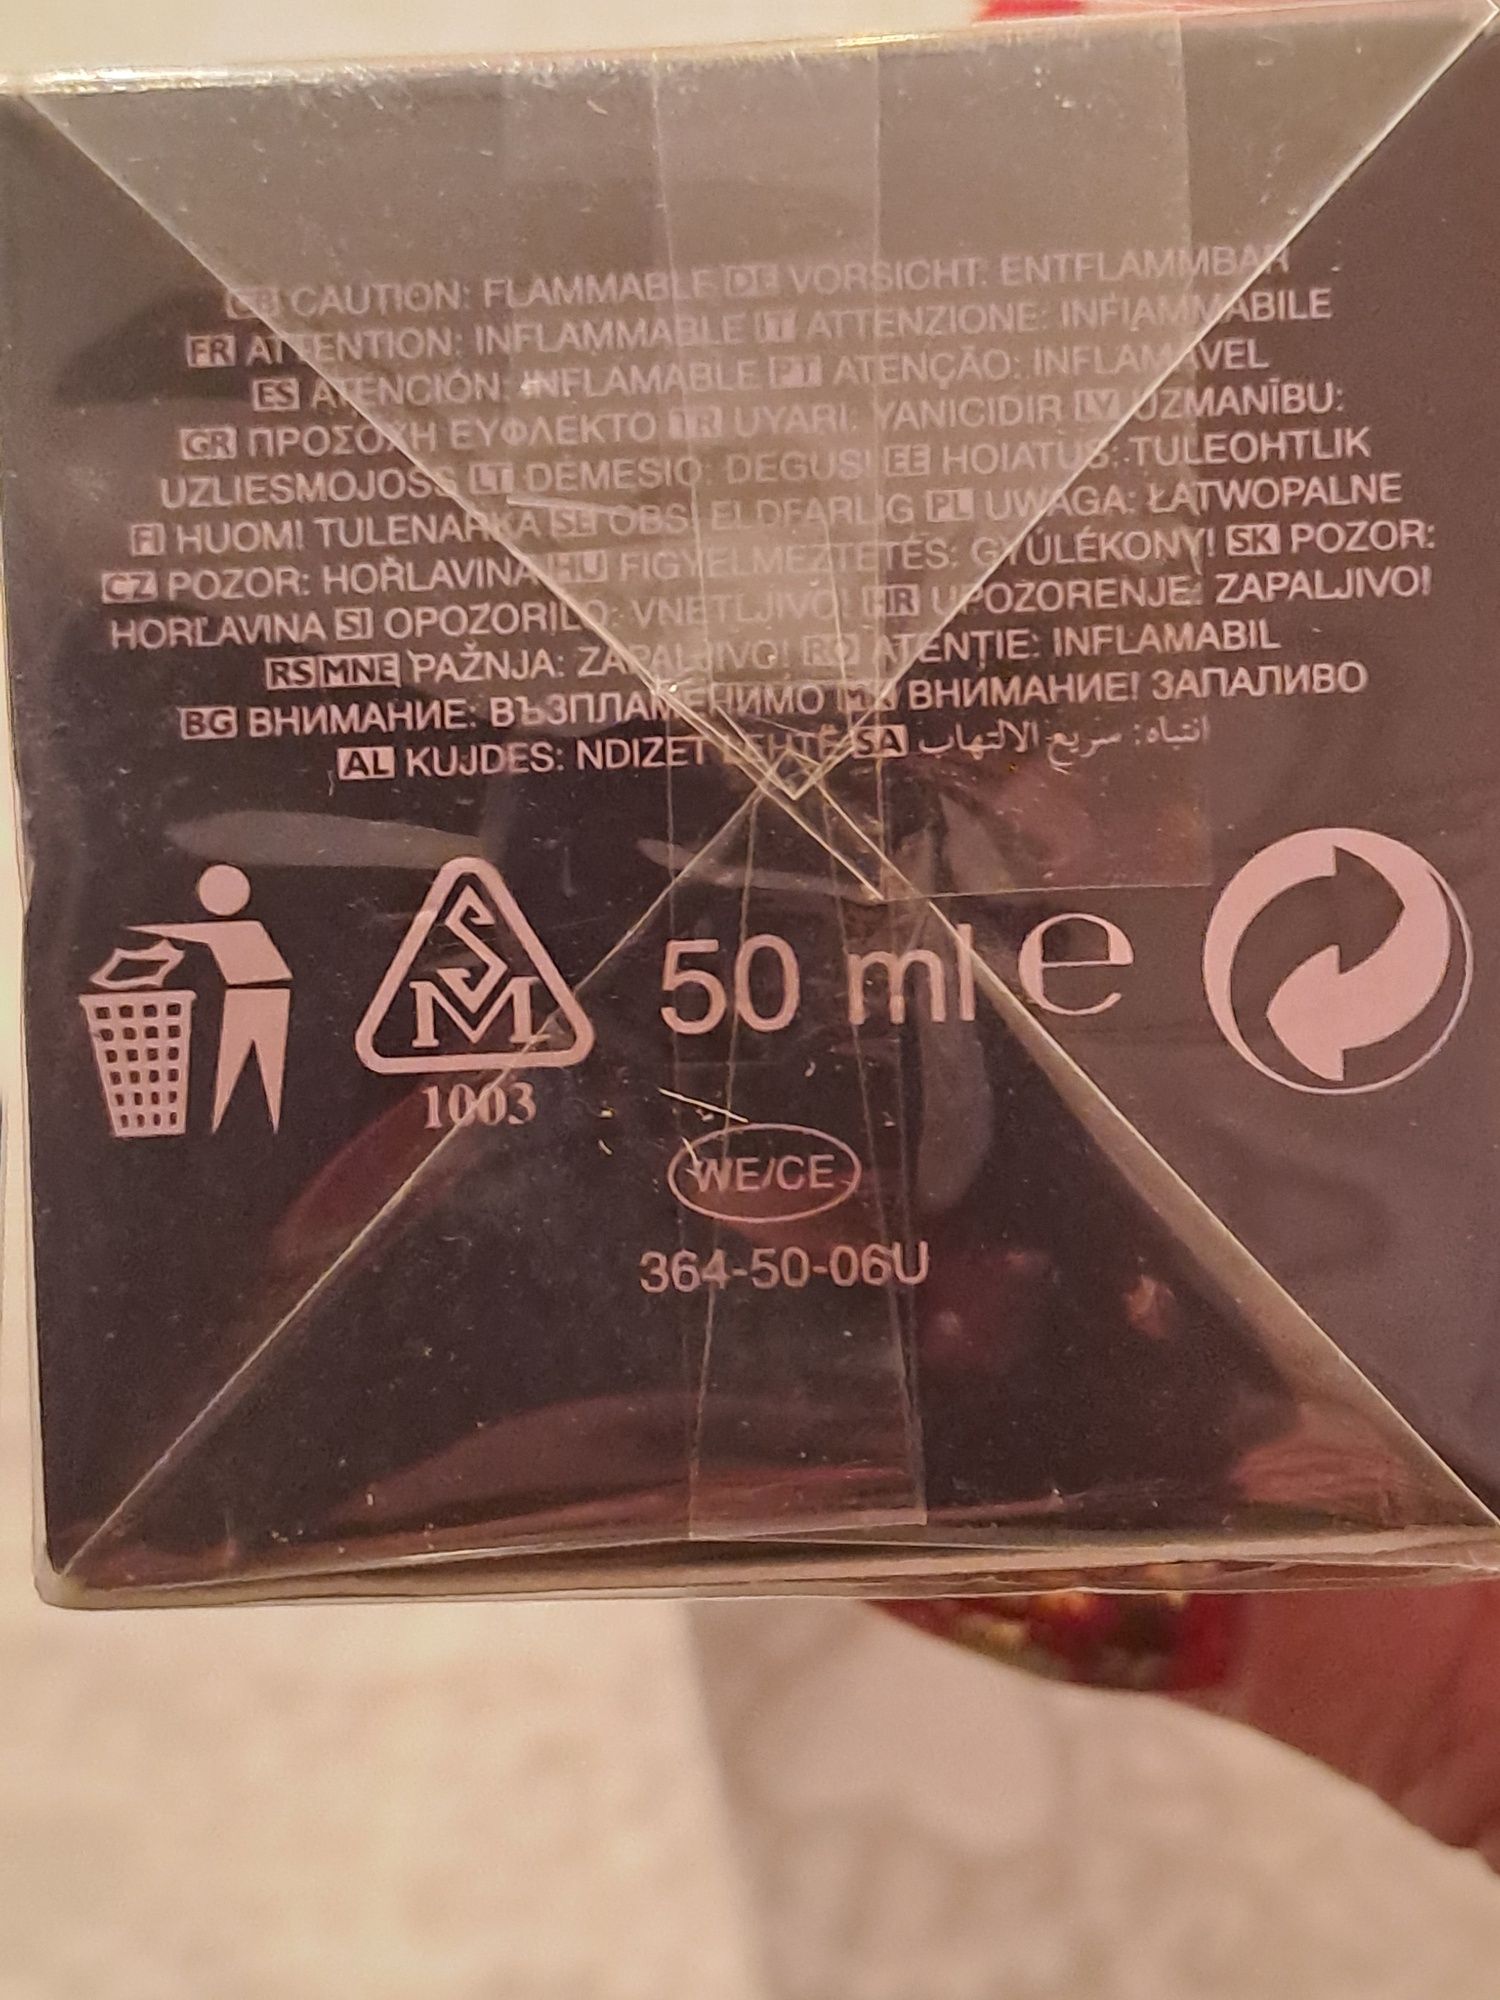 GB CAUTION: FLAMMABLE DE VORSICHT: ENTFLAMMBAR
FR ATTENTION: INFLAMMABLE IT ATTENZIONE: INFIAMMABILE
ES ATENCIÓN: INFLAMABLE PT ATENÇÃO: INFLAMÁVEL
GR ΠΡΟΣΟΧΗ ΕΥΦΛΕΚΤΟ TR UYARI: YANICIDIR LV UZMANĪBU:
UZLIESMOJOSS LT DĖMESIO: DEGUS! EE HOIATUS: TULEOHTLIK
FI HUOM! TULENARKA SE OBS! ELDFARLIG PL UWAGA: ŁATWOPALNE
CZ POZOR: HOŘLAVINA HU FIGYELMEZTETÉS: GYÚLÉKONY! SK POZOR:
HORĽAVINA SI OPOZORILO: VNETLJIVO! HR UPOZORENJE: ZAPALJIVO!
RS MNE PAŽNJA: ZAPALJIVO! RO ATENȚIE: INFLAMABIL
BG ВНИМАНИЕ: ВЪЗПЛАМЕНИМО MK ВНИМАНИЕ! ЗАПАЛИВО
AL KUJDES: NDIZET LEHTË SA انتباه: سريع الالتهاب
SM
1003
50 ml ℮
WE/CE
364-50-06U